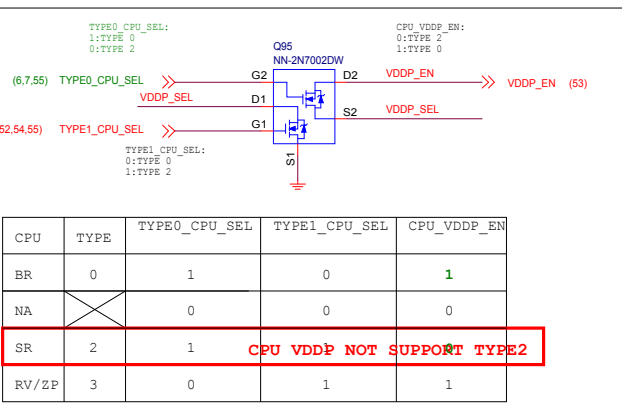 TYPE0_CPU_SEL:
1:TYPE 0
0:TYPE 2
CPU_VDDP_EN:
0:TYPE 2
1:TYPE 0
Q95
NN-2N7002DW
(6,7,55) TYPE0_CPU_SEL G2 D2 VDDP_EN VDDP_EN (53)
VDDP_SEL D1 S2 VDDP_SEL
52,54,55) TYPE1_CPU_SEL G1
S1
TYPE1_CPU_SEL:
0:TYPE 0
1:TYPE 2
CPU TYPE TYPE0_CPU_SEL TYPE1_CPU_SEL CPU_VDDP_EN
BR 0 1 0 1
NA 0 0 0
SR 2 1 CPU VDDP NOT SUPPORT TYPE2
RV/ZP 3 0 1 1